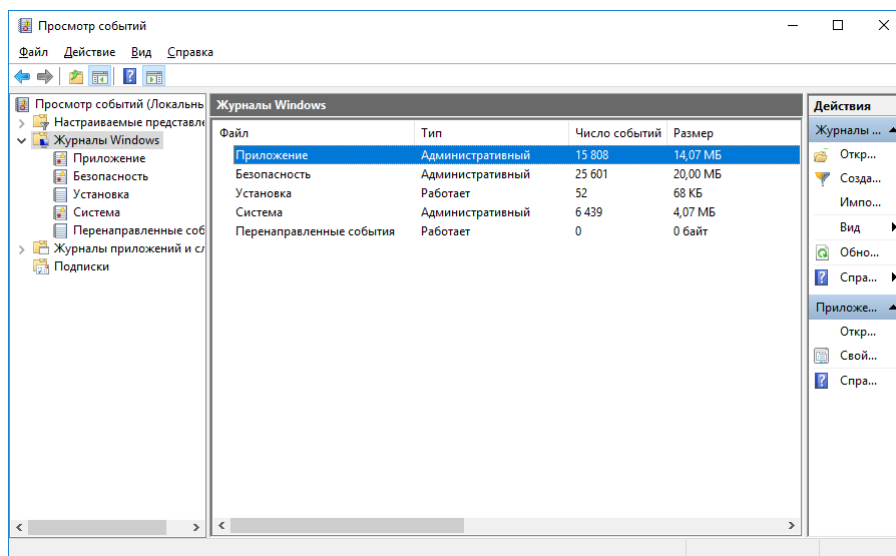 Просмотр событий
Файл Действие Вид Справка
Просмотр событий (Локальнь
Настраиваемые представле
Журналы Windows
Приложение
Безопасность
Установка
Система
Перенаправленные соб
Журналы приложений и сл
Подписки
Журналы Windows
Файл Тип Число событий Размер
Приложение Административный 15 808 14,07 МБ
Безопасность Административный 25 601 20,00 МБ
Установка Работает 52 68 КБ
Система Административный 6 439 4,07 МБ
Перенаправленные события Работает 0 0 байт
Действия
Журналы ...
Откр...
Созда...
Импо...
Вид
Обно...
Спра...
Приложе...
Откр...
Свой...
Спра...